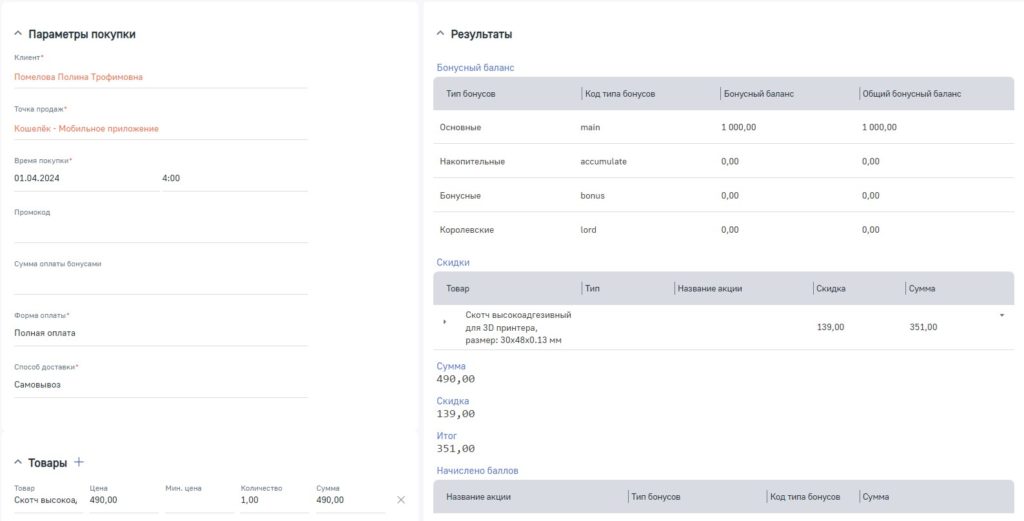 Параметры покупки
Клиент*
Помелова Полина Трофимовна
Точка продаж*
Кошелёк - Мобильное приложение
Время покупки*
01.04.2024 4:00
Промокод
Сумма оплаты бонусами
Форма оплаты*
Полная оплата
Способ доставки*
Самовывоз
Товары +
Товар Цена Мин. цена Количество Сумма
Скотч высокоа, 490,00 1,00 490,00
Результаты
Бонусный баланс
Тип бонусов Код типа бонусов Бонусный баланс Общий бонусный баланс
Основные main 1 000,00 1 000,00
Накопительные accumulate 0,00 0,00
Бонусные bonus 0,00 0,00
Королевские lord 0,00 0,00
Скидки
Товар Тип Название акции Скидка Сумма
Скотч высокоадгезивный
для 3D принтера, 139,00 351,00
размер: 30x48x0.13 мм
Сумма
490,00
Скидка
139,00
Итог
351,00
Начислено баллов
Название акции Тип бонусов Код типа бонусов Сумма